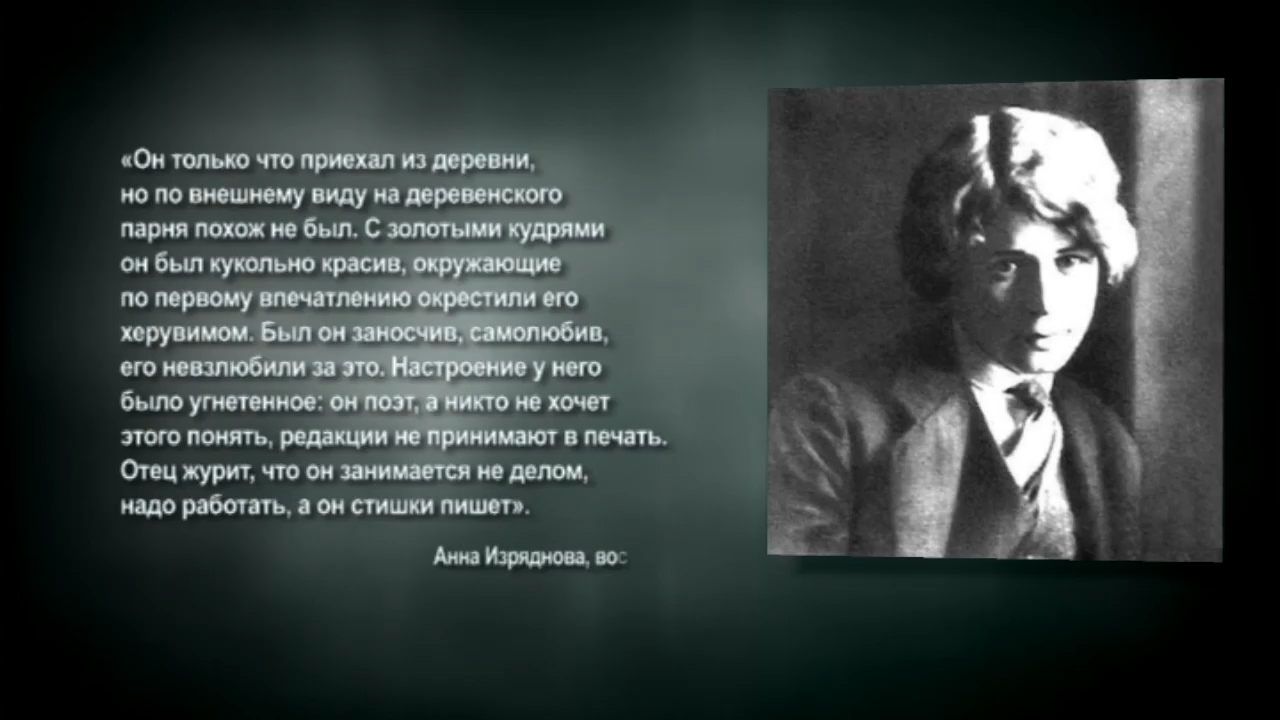 «Он только что приехал из деревни,
но по внешнему виду на деревенского
парня похож не был. С золотыми кудрями
он был кукольно красив, окружающие
по первому впечатлению окрестили его
херувимом. Был он заносчив, самолюбив,
его невзлюбили за это. Настроение у него
было угнетенное: он поэт, а никто не хочет
этого понять, редакции не принимают в печать.
Отец журит, что он занимается не делом,
надо работать, а он стишки пишет».
Анна Изряднова, вос